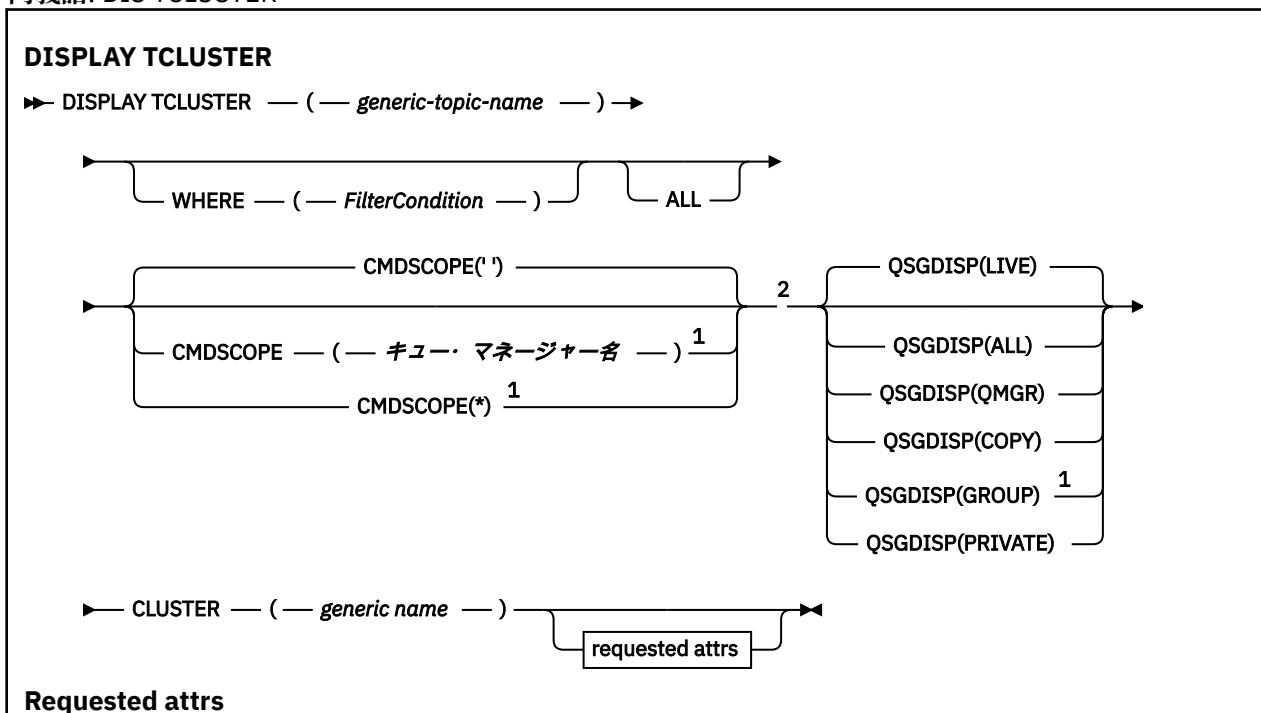 DISPLAY TCLUSTER
DISPLAY TCLUSTER ( generic-topic-name )
WHERE ( FilterCondition ) ALL
CMDSCOPE(' ')
CMDSCOPE ( キュー・マネージャー名 ) 1
CMDSCOPE(*) 1
2
QSGDISP(LIVE)
QSGDISP(ALL)
QSGDISP(QMGR)
QSGDISP(COPY)
QSGDISP(GROUP) 1
QSGDISP(PRIVATE)
CLUSTER ( generic name )
requested attrs
Requested attrs